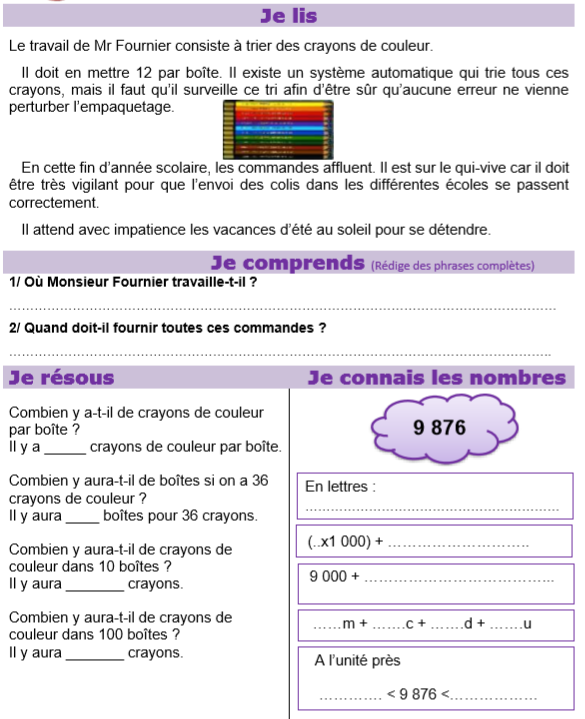 Je lis
Le travail de Mr Fournier consiste à trier des crayons de couleur.
Il doit en mettre 12 par boîte. Il existe un système automatique qui trie tous ces
crayons, mais il faut qu'il surveille ce tri afin d'être sûr qu'aucune erreur ne vienne
perturber l'empaquetage.
En cette fin d'année scolaire, les commandes affluent. Il est sur le qui-vive car il doit
être très vigilant pour que l'envoi des colis dans les différentes écoles se passent
correctement.
Il attend avec impatience les vacances d'été au soleil pour se détendre.
Je comprends (Rédige des phrases complètes)
1/ Où Monsieur Fournier travaille-t-il ?
................................................................
2/ Quand doit-il fournir toutes ces commandes ?
................................................................
Je résous
Combien y a-t-il de crayons de couleur
par boîte ?
Il y a ______ crayons de couleur par boîte.
Combien y aura-t-il de boîtes si on a 36
crayons de couleur ?
Il y aura _____ boîtes pour 36 crayons.
Combien y aura-t-il de crayons de
couleur dans 10 boîtes ?
Il y aura ________ crayons.
Combien y aura-t-il de crayons de
couleur dans 100 boîtes ?
Il y aura ________ crayons.
Je connais les nombres
9 876
En lettres :
................................................................
(..x1 000) + ................................
9 000 + ................................
......m + .......c + .......d + .......u
A l'unité près
............. < 9 876 <..................